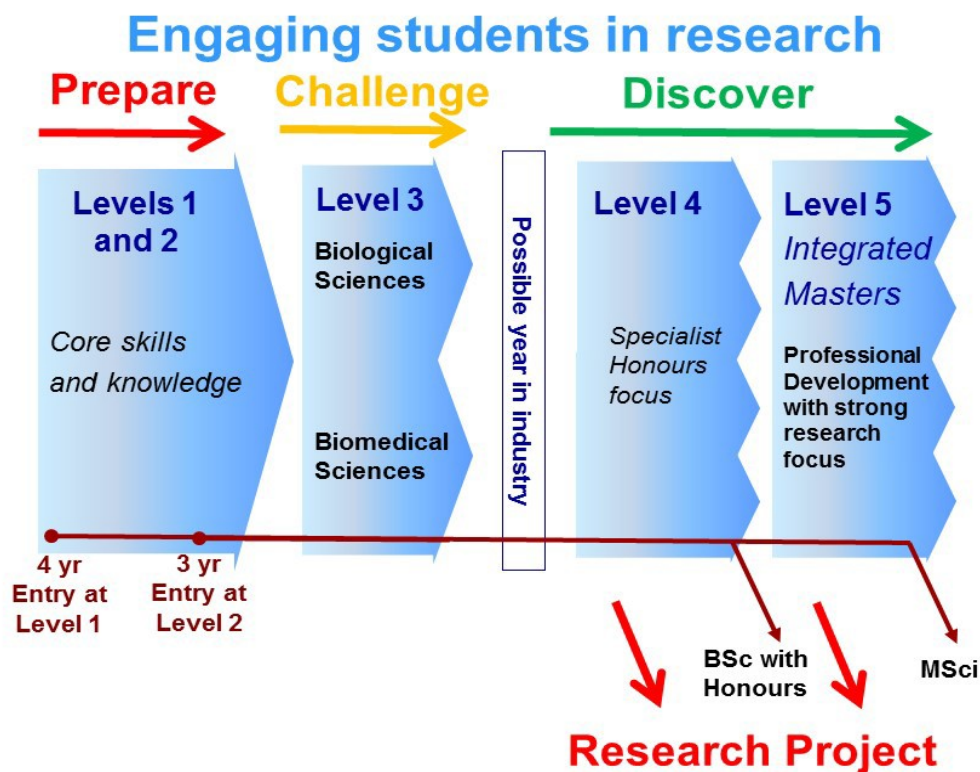 Engaging students in research
Prepare
Challenge
Discover
Levels 1
and 2
Core skills
and knowledge
Level 3
Biological
Sciences
Biomedical
Sciences
Possible year in industry
Level 4
Specialist
Honours
focus
Level 5
Integrated
Masters
Professional
Development
with strong
research
focus
4 yr
Entry at
Level 1
3 yr
Entry at
Level 2
BSc with
Honours
MSci
Research Project